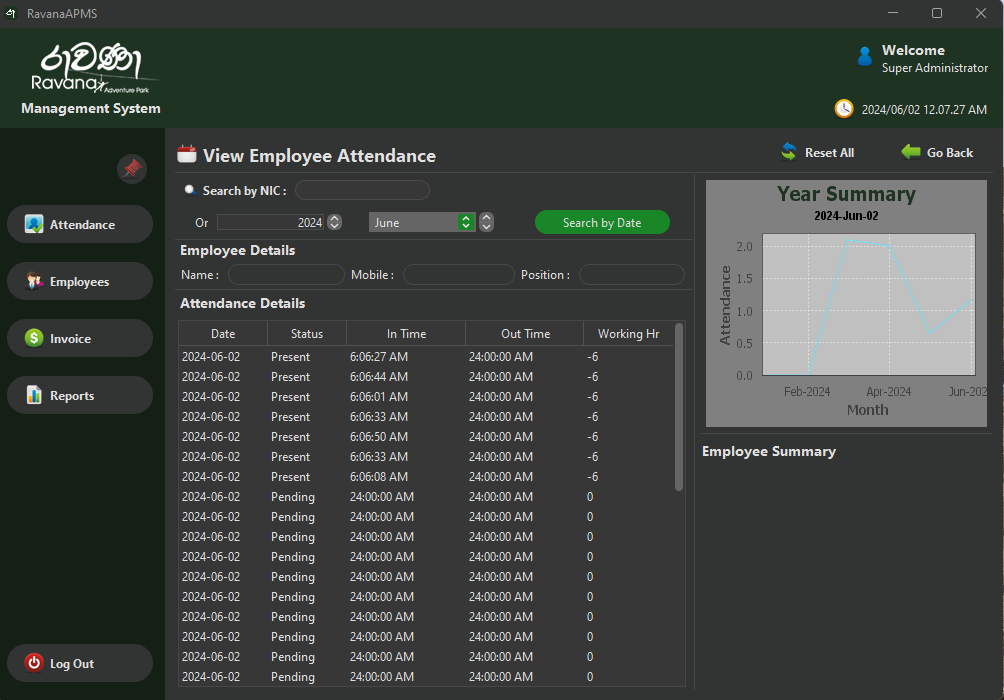 RavanaAPMS
රාවණා
Ravana
Adventure Park
Management System
Welcome
Super Administrator
2024/06/02 12.07.27 AM
View Employee Attendance
Reset All
Go Back
Attendance
Employees
Invoice
Reports
Log Out
Search by NIC :
Or 2024 June Search by Date
Employee Details
Name : Mobile : Position :
Attendance Details
Date Status In Time Out Time Working Hr
2024-06-02 Present 6:06:27 AM 24:00:00 AM -6
2024-06-02 Present 6:06:44 AM 24:00:00 AM -6
2024-06-02 Present 6:06:01 AM 24:00:00 AM -6
2024-06-02 Present 6:06:33 AM 24:00:00 AM -6
2024-06-02 Present 6:06:50 AM 24:00:00 AM -6
2024-06-02 Present 6:06:33 AM 24:00:00 AM -6
2024-06-02 Present 6:06:08 AM 24:00:00 AM -6
2024-06-02 Pending 24:00:00 AM 24:00:00 AM 0
2024-06-02 Pending 24:00:00 AM 24:00:00 AM 0
2024-06-02 Pending 24:00:00 AM 24:00:00 AM 0
2024-06-02 Pending 24:00:00 AM 24:00:00 AM 0
2024-06-02 Pending 24:00:00 AM 24:00:00 AM 0
2024-06-02 Pending 24:00:00 AM 24:00:00 AM 0
2024-06-02 Pending 24:00:00 AM 24:00:00 AM 0
2024-06-02 Pending 24:00:00 AM 24:00:00 AM 0
2024-06-02 Pending 24:00:00 AM 24:00:00 AM 0
2024-06-02 Pending 24:00:00 AM 24:00:00 AM 0
Year Summary
2024-Jun-02
Attendance
2.0
1.5
1.0
0.5
0.0
Feb-2024 Apr-2024 Jun-202
Month
Employee Summary